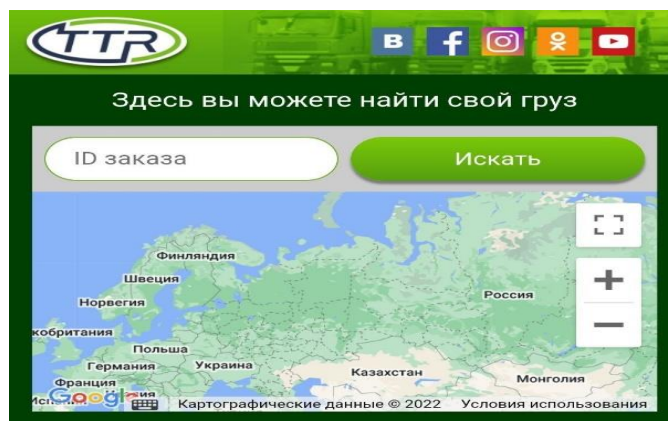 TTR
Здесь вы можете найти свой груз
ID заказа
Искать
Финляндия
Швеция
Норвегия
Россия
кобритания
Польша
Германия
Украина
Казахстан
Монголия
Франция
Google
Картографические данные © 2022
Условия использования